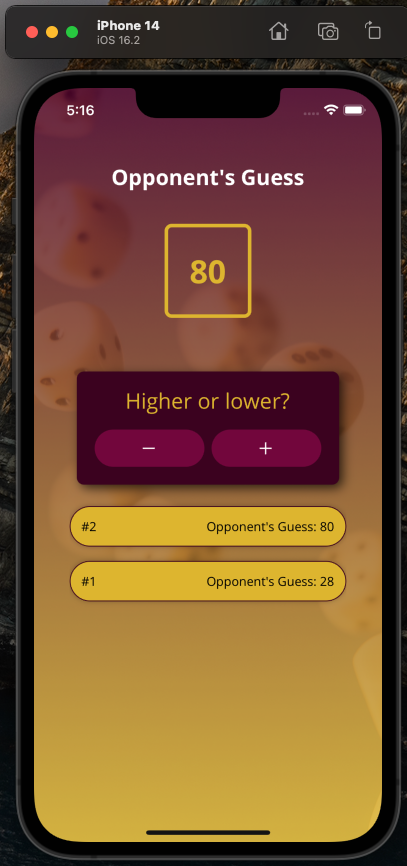 iPhone 14
iOS 16.2
5:16
Opponent's Guess
80
Higher or lower?
− +
#2 Opponent's Guess: 80
#1 Opponent's Guess: 28